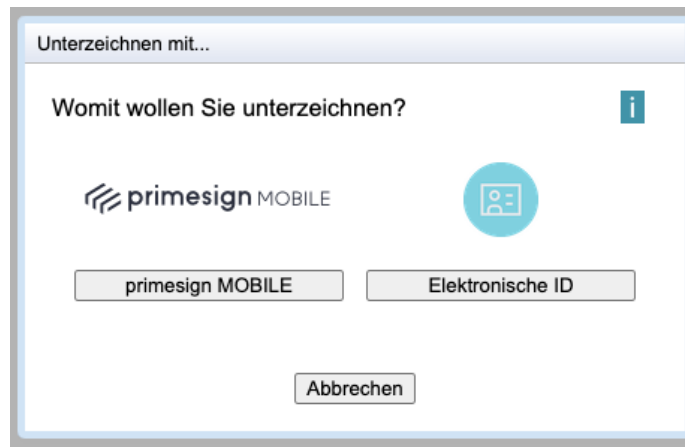 Unterzeichnen mit...
Womit wollen Sie unterzeichnen?
i
primesign MOBILE
primesign MOBILE
Elektronische ID
Abbrechen